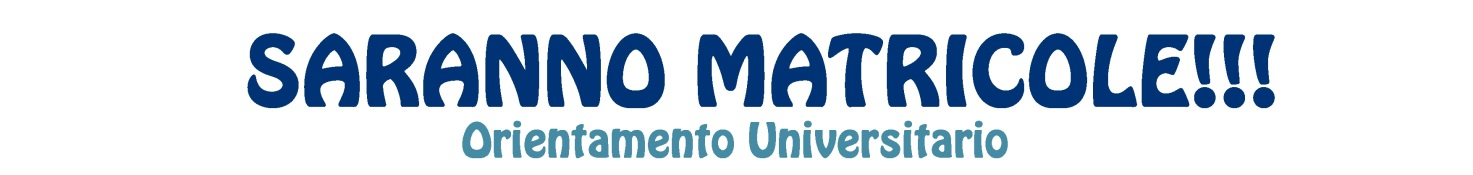 SARANNO MATRICOLE!!!
Orientamento Universitario